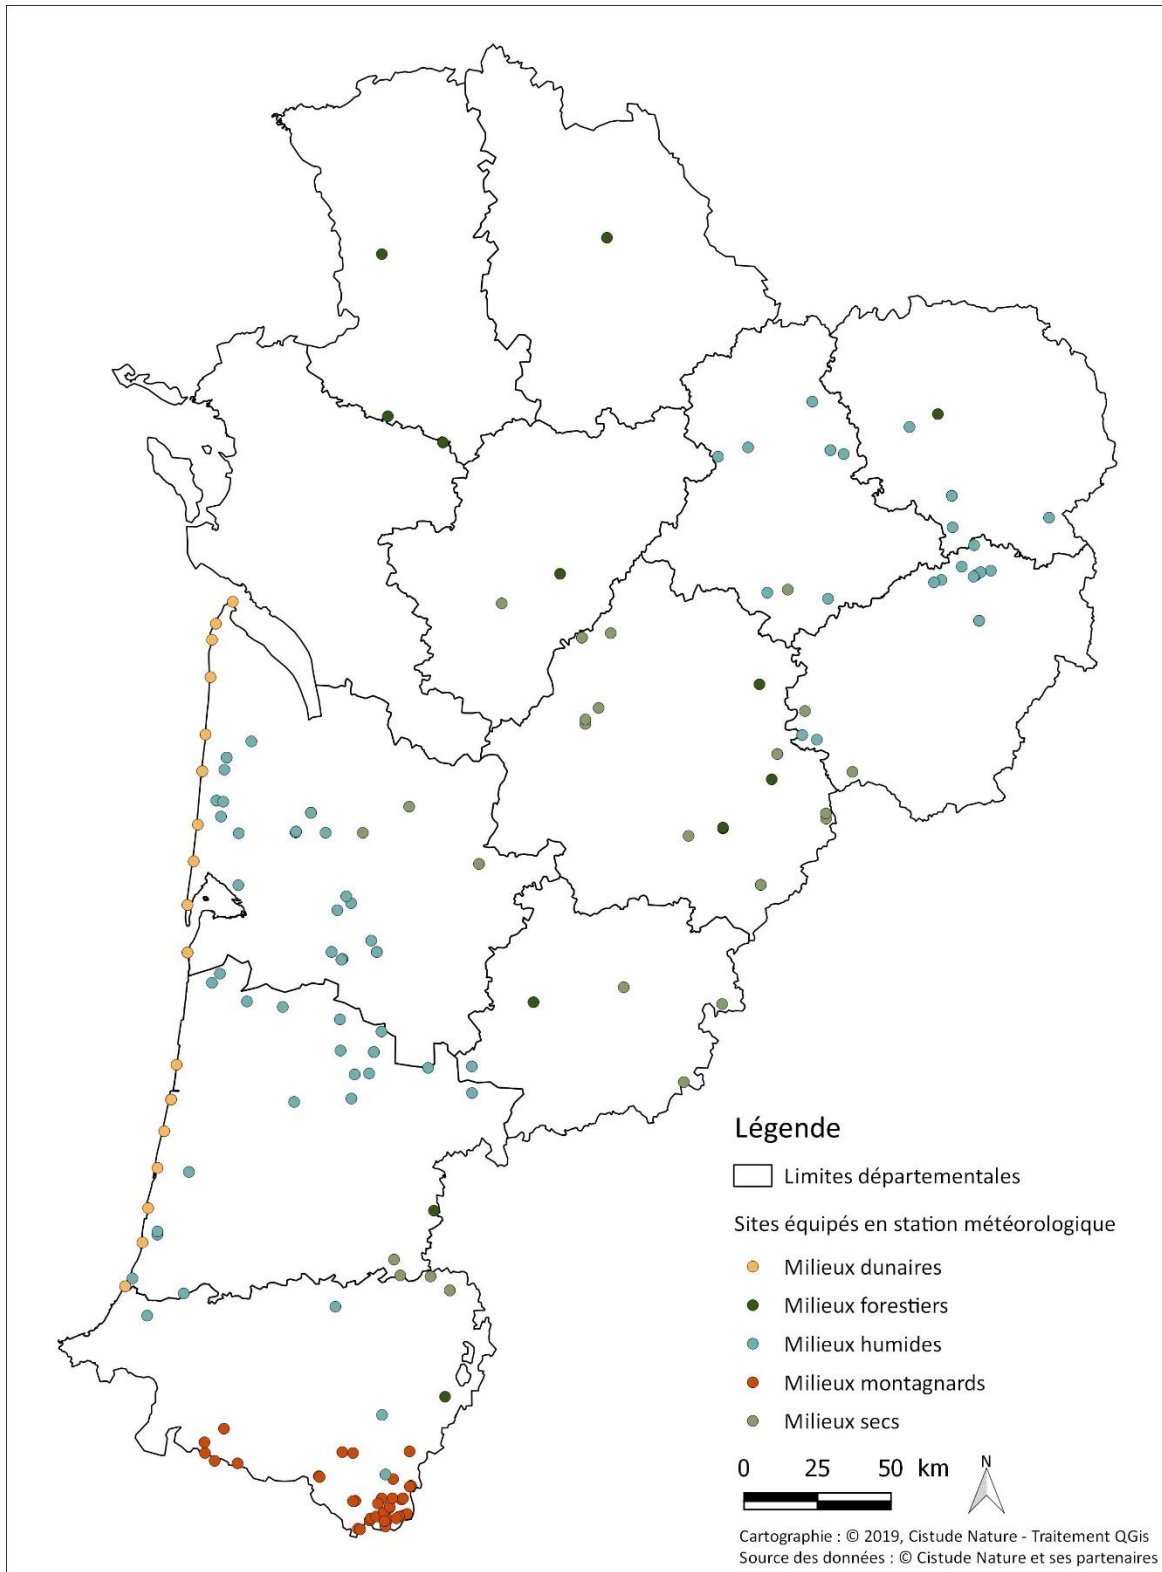 Légende
Limites départementales
Sites équipés en station météorologique
Milieux dunaires
Milieux forestiers
Milieux humides
Milieux montagnards
Milieux secs
0 25 50 km
N
Cartographie : © 2019, Cistude Nature - Traitement QGis
Source des données : © Cistude Nature et ses partenaires